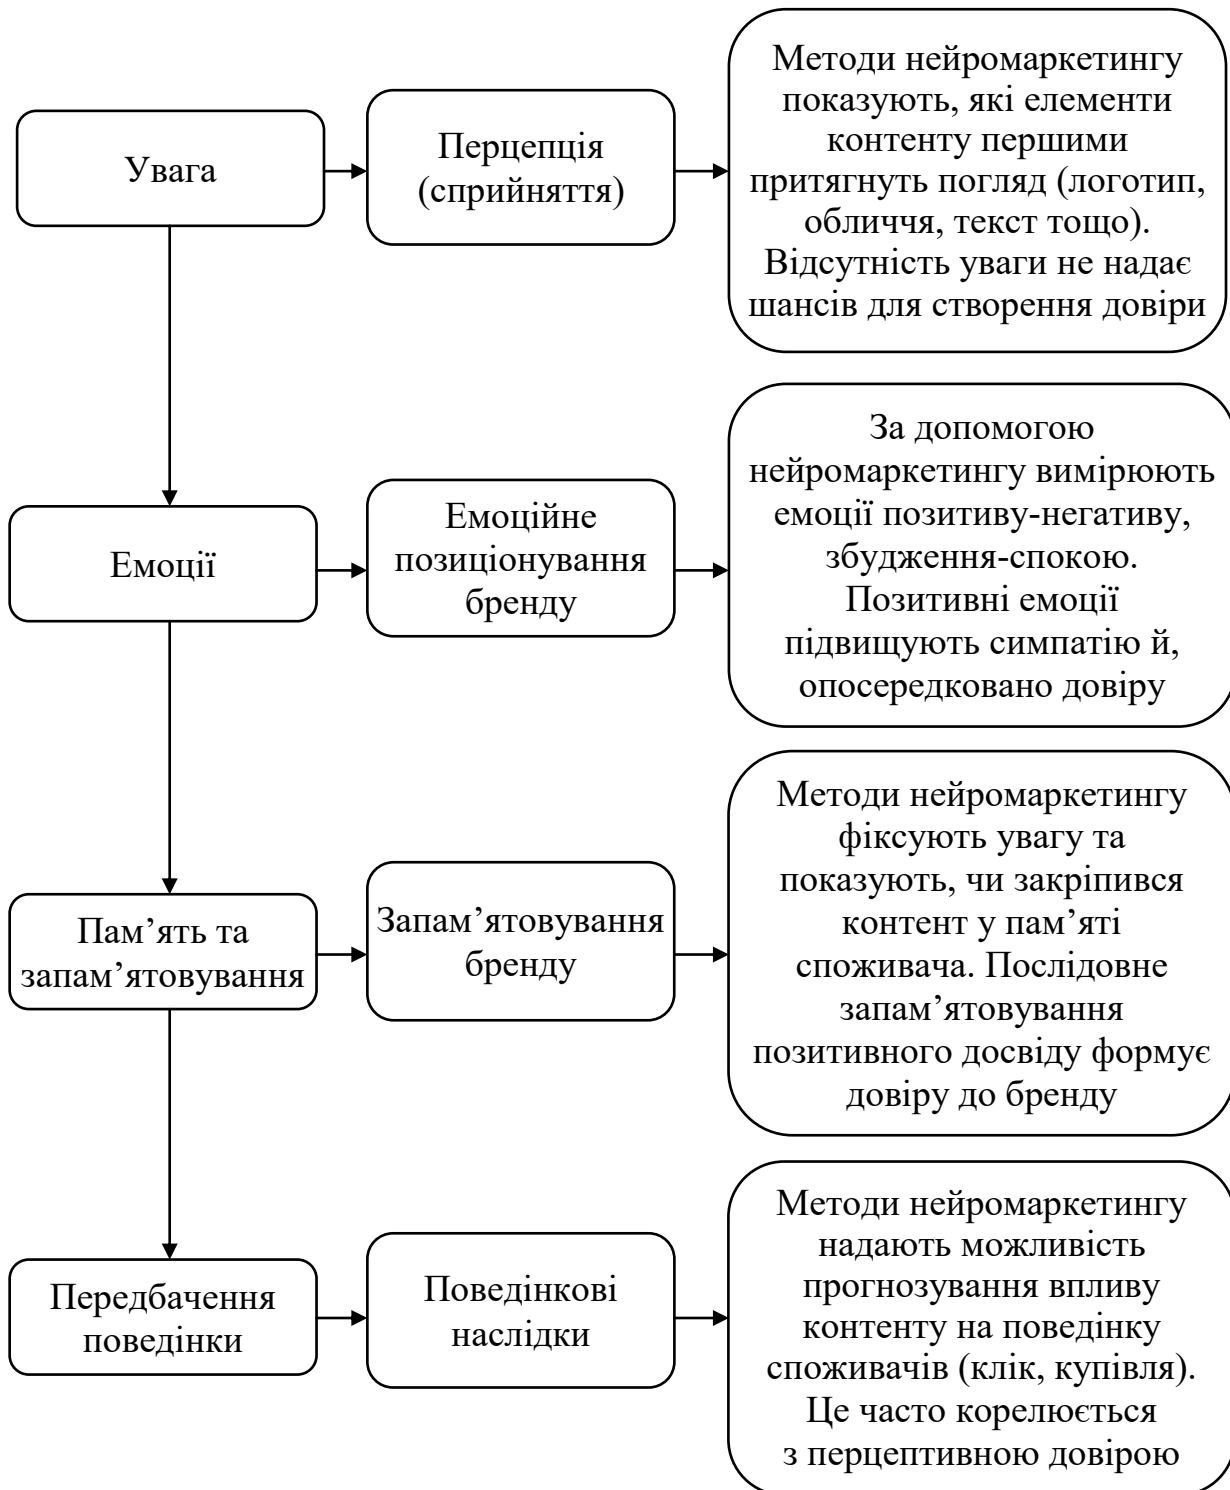 Увага
Перцепція
(сприйняття)
Методи нейромаркетингу
показують, які елементи
контенту першими
притягнуть погляд (логотип,
обличчя, текст тощо).
Відсутність уваги не надає
шансів для створення довіри
Емоції
Емоційне
позиціонування
бренду
За допомогою
нейромаркетингу вимірюють
емоції позитиву-негативу,
збудження-спокою.
Позитивні емоції
підвищують симпатію й,
опосередковано довіру
Пам’ять та
запам’ятовування
Запам’ятовування
бренду
Методи нейромаркетингу
фіксують увагу та
показують, чи закріпився
контент у пам’яті
споживача. Послідовне
запам’ятовування
позитивного досвіду формує
довіру до бренду
Передбачення
поведінки
Поведінкові
наслідки
Методи нейромаркетингу
надають можливість
прогнозування впливу
контенту на поведінку
споживачів (клік, купівля).
Це часто корелюється
з перцептивною довірою